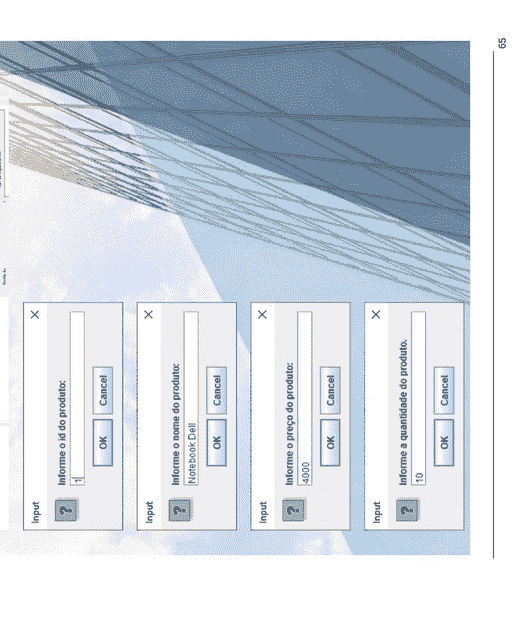 65
Input
Informe o id do produto:
1
OK Cancel
Input
Informe o nome do produto:
Notebook Dell
OK Cancel
Input
Informe o preço do produto:
4000
OK Cancel
Input
Informe a quantidade do produto.
10
OK Cancel